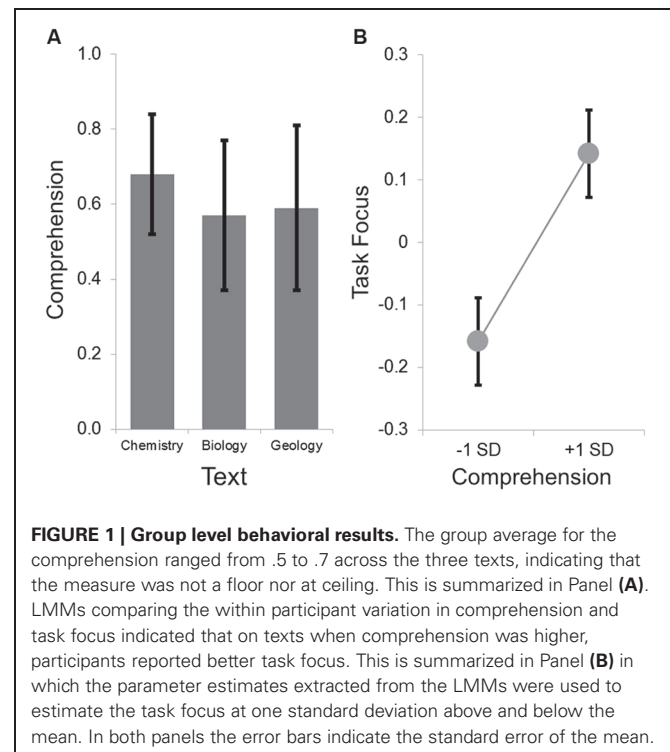 A
B
1.0
0.8
0.6
0.4
0.2
0.0
Comprehension
Chemistry Biology Geology
Text
0.3
0.2
0.1
0
-0.1
-0.2
-0.3
Task Focus
-1 SD +1 SD
Comprehension
FIGURE 1 | Group level behavioral results. The group average for the
comprehension ranged from .5 to .7 across the three texts, indicating that
the measure was not a floor nor at ceiling. This is summarized in Panel (A).
LMMs comparing the within participant variation in comprehension and
task focus indicated that on texts when comprehension was higher,
participants reported better task focus. This is summarized in Panel (B) in
which the parameter estimates extracted from the LMMs were used to
estimate the task focus at one standard deviation above and below the
mean. In both panels the error bars indicate the standard error of the mean.